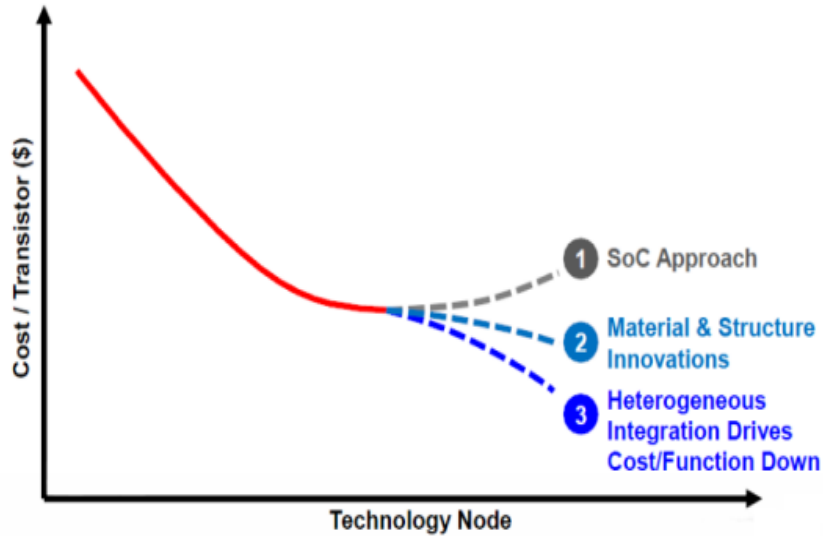 Cost / Transistor ($)
1 SoC Approach
2 Material & Structure
Innovations
3 Heterogeneous
Integration Drives
Cost/Function Down
Technology Node